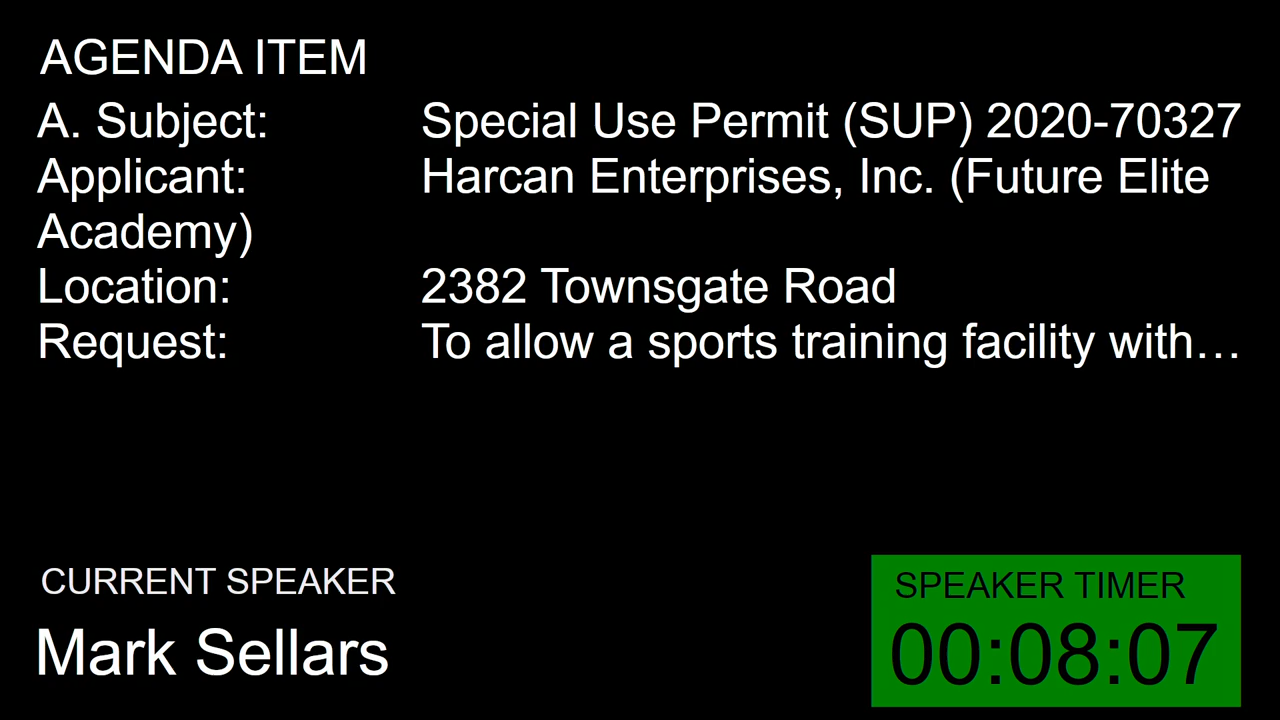 AGENDA ITEM
A. Subject: Special Use Permit (SUP) 2020-70327
Applicant: Harcan Enterprises, Inc. (Future Elite
Academy)
Location: 2382 Townsgate Road
Request: To allow a sports training facility with…
CURRENT SPEAKER
Mark Sellars
SPEAKER TIMER
00:08:07